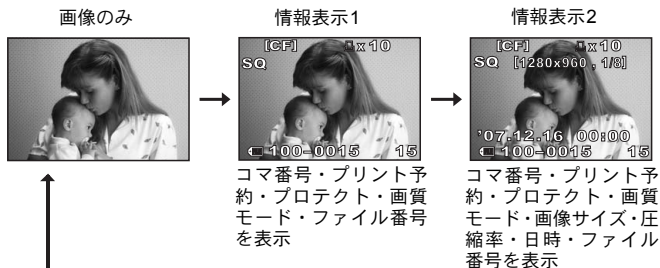 画像のみ
情報表示1
情報表示2
[CF] x10
SQ
100-0015 15
[CF] x10
SQ [1280x960 , 1/8]
'07.12.16 00:00
100-0015 15
コマ番号・プリント予
約・プロテクト・画質
モード・ファイル番号
を表示
コマ番号・プリント予
約・プロテクト・画質
モード・画像サイズ・圧
縮率・日時・ファイル
番号を表示